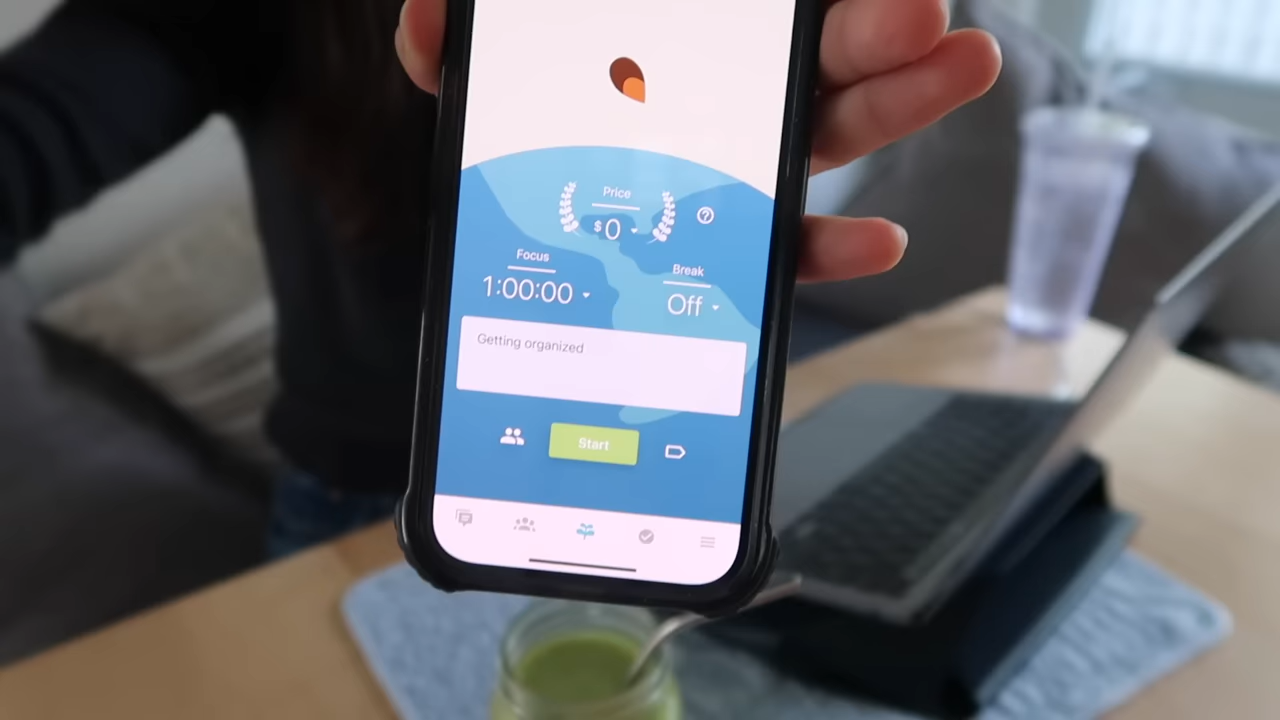 Price
$0
Focus
1:00:00
Break
Off
Getting organized
Start